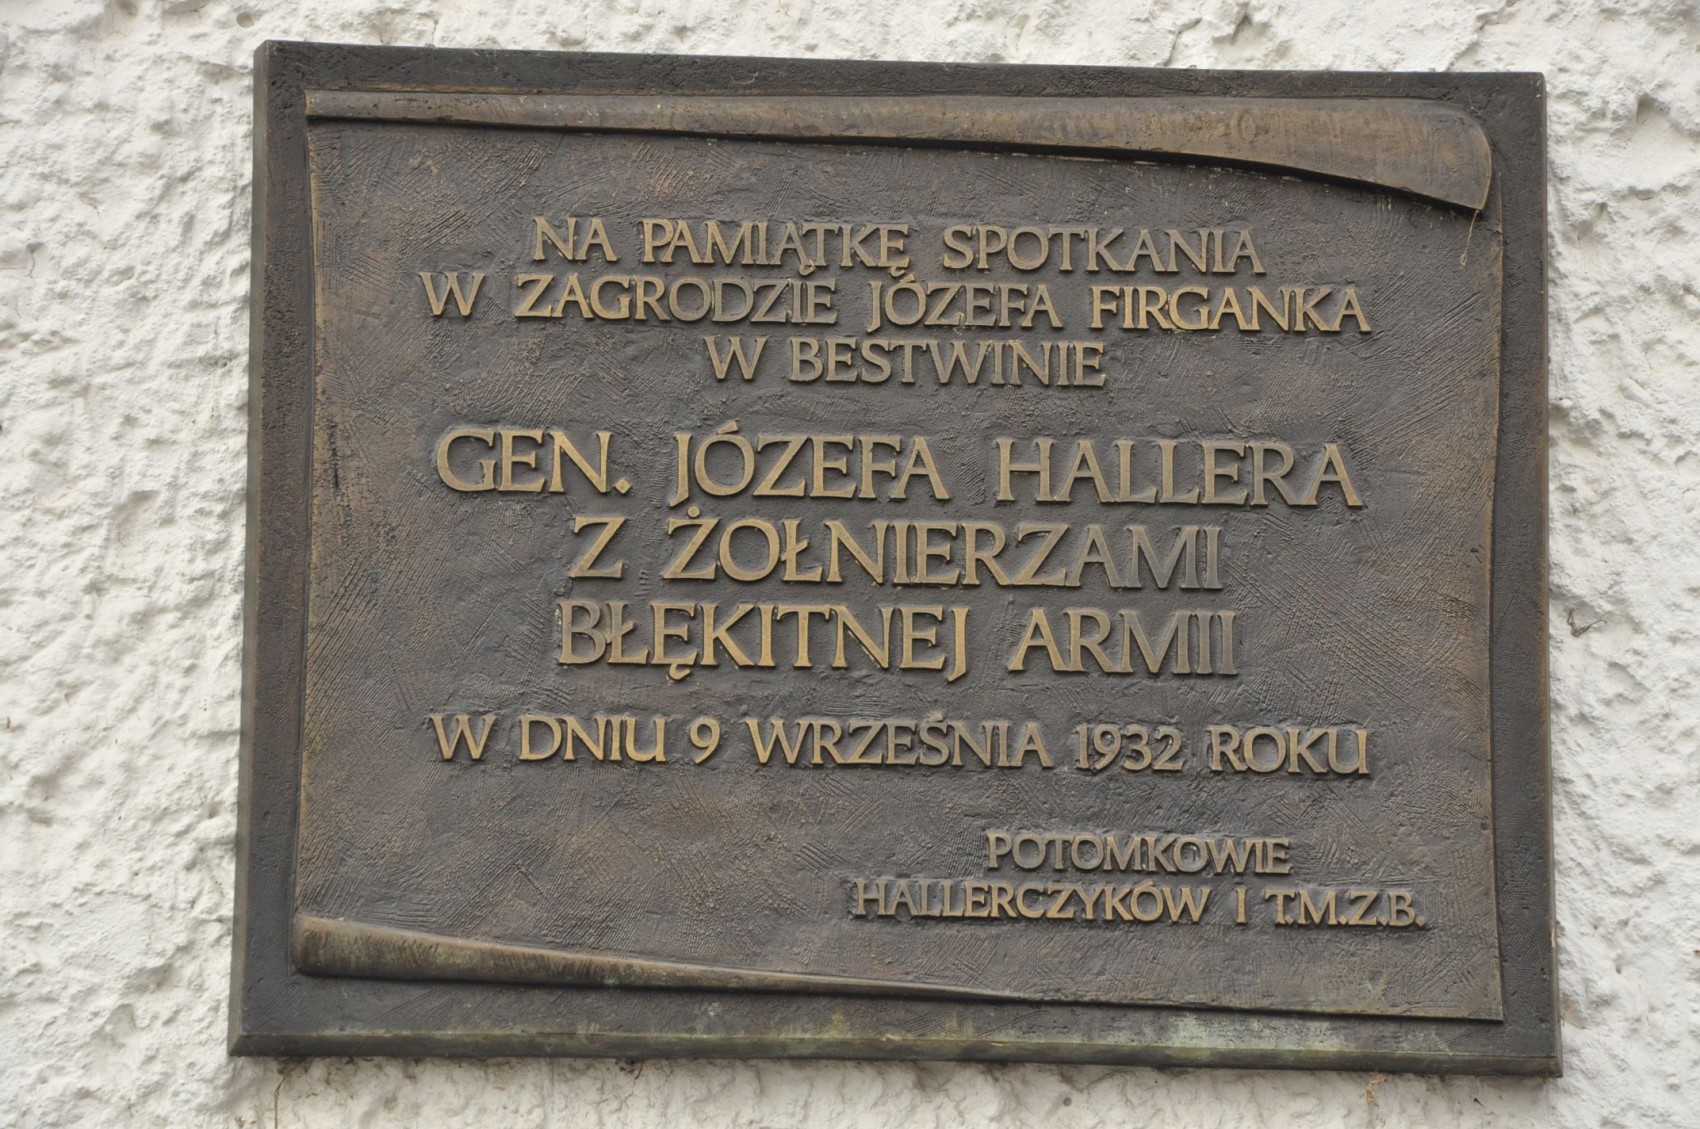 NA PAMIĄTKĘ SPOTKANIA
W ZAGRODZIE JÓZEFA FIRGANKA
W BESTWINIE
GEN. JÓZEFA HALLERA
Z ŻOŁNIERZAMI
BŁĘKITNEJ ARMII
W DNIU 9 WRZEŚNIA 1932 ROKU
POTOMKOWIE
HALLERCZYKÓW I T.M.Z.B.